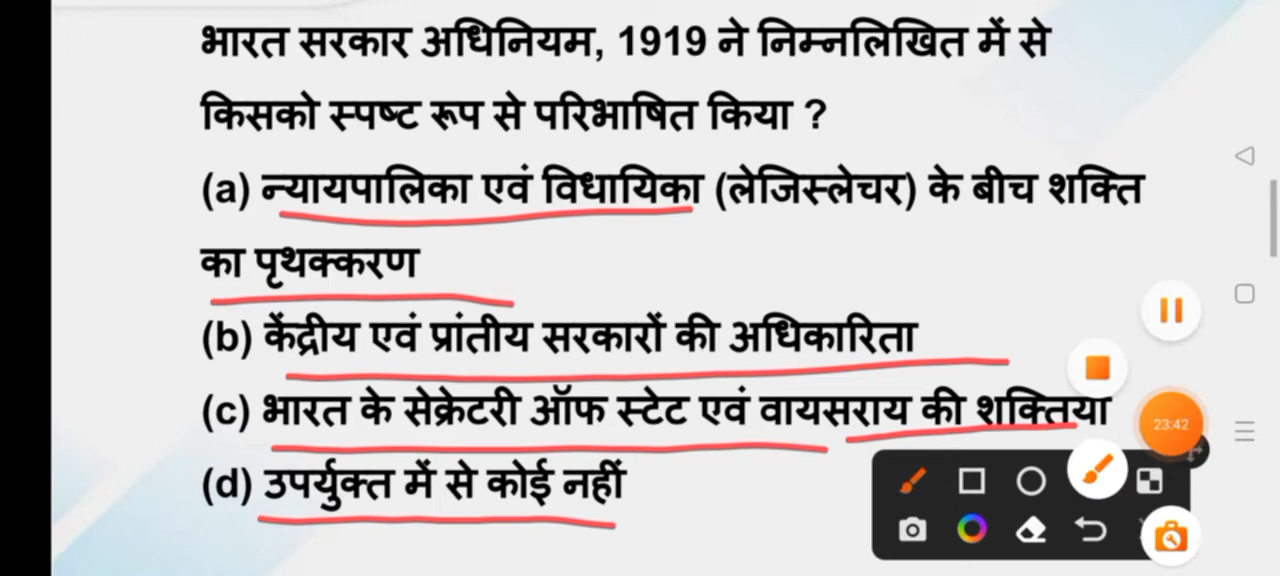 भारत सरकार अधिनियम, 1919 ने निम्नलिखित में से
किसको स्पष्ट रूप से परिभाषित किया ?
(a) न्यायपालिका एवं विधायिका (लेजिस्लेचर) के बीच शक्ति
का पृथक्करण
(b) केंद्रीय एवं प्रांतीय सरकारों की अधिकारिता
(c) भारत के सेक्रेटरी ऑफ स्टेट एवं वायसराय की शक्तियां
(d) उपर्युक्त में से कोई नहीं
23:42